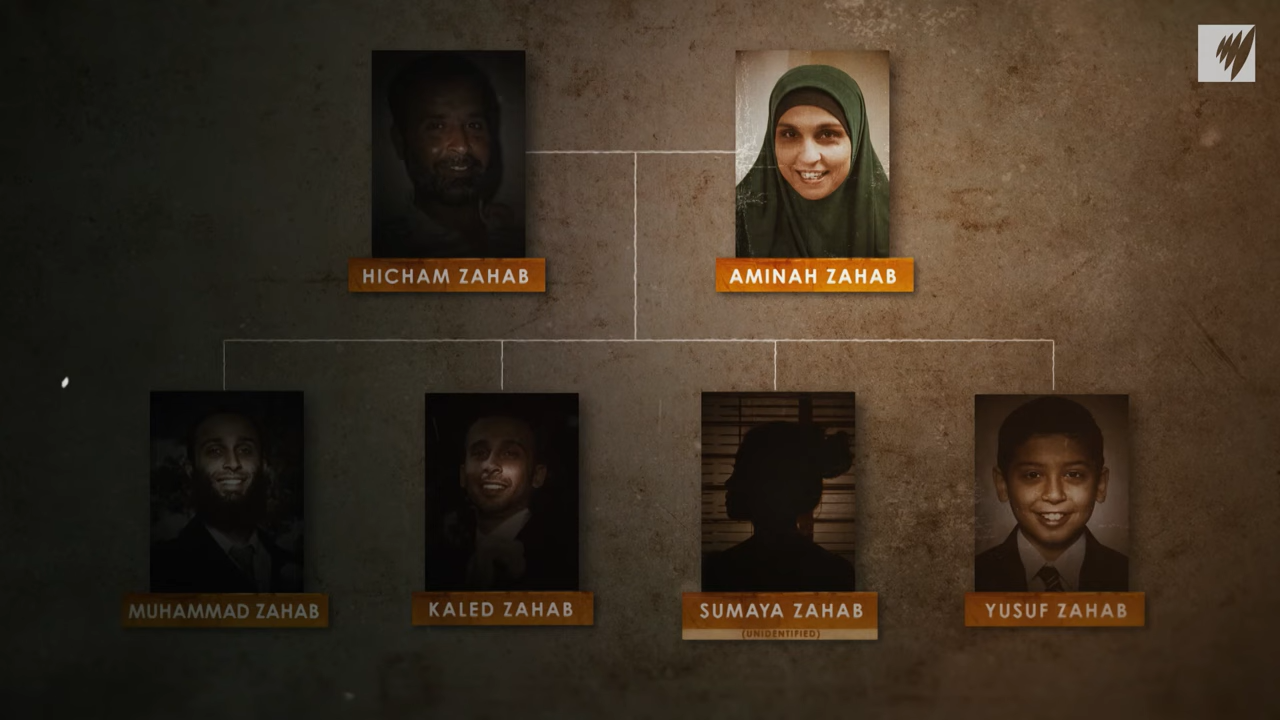 HICHAM ZAHAB
AMINAH ZAHAB
MUHAMMAD ZAHAB
KALED ZAHAB
SUMAYA ZAHAB
(UNIDENTIFIED)
YUSUF ZAHAB